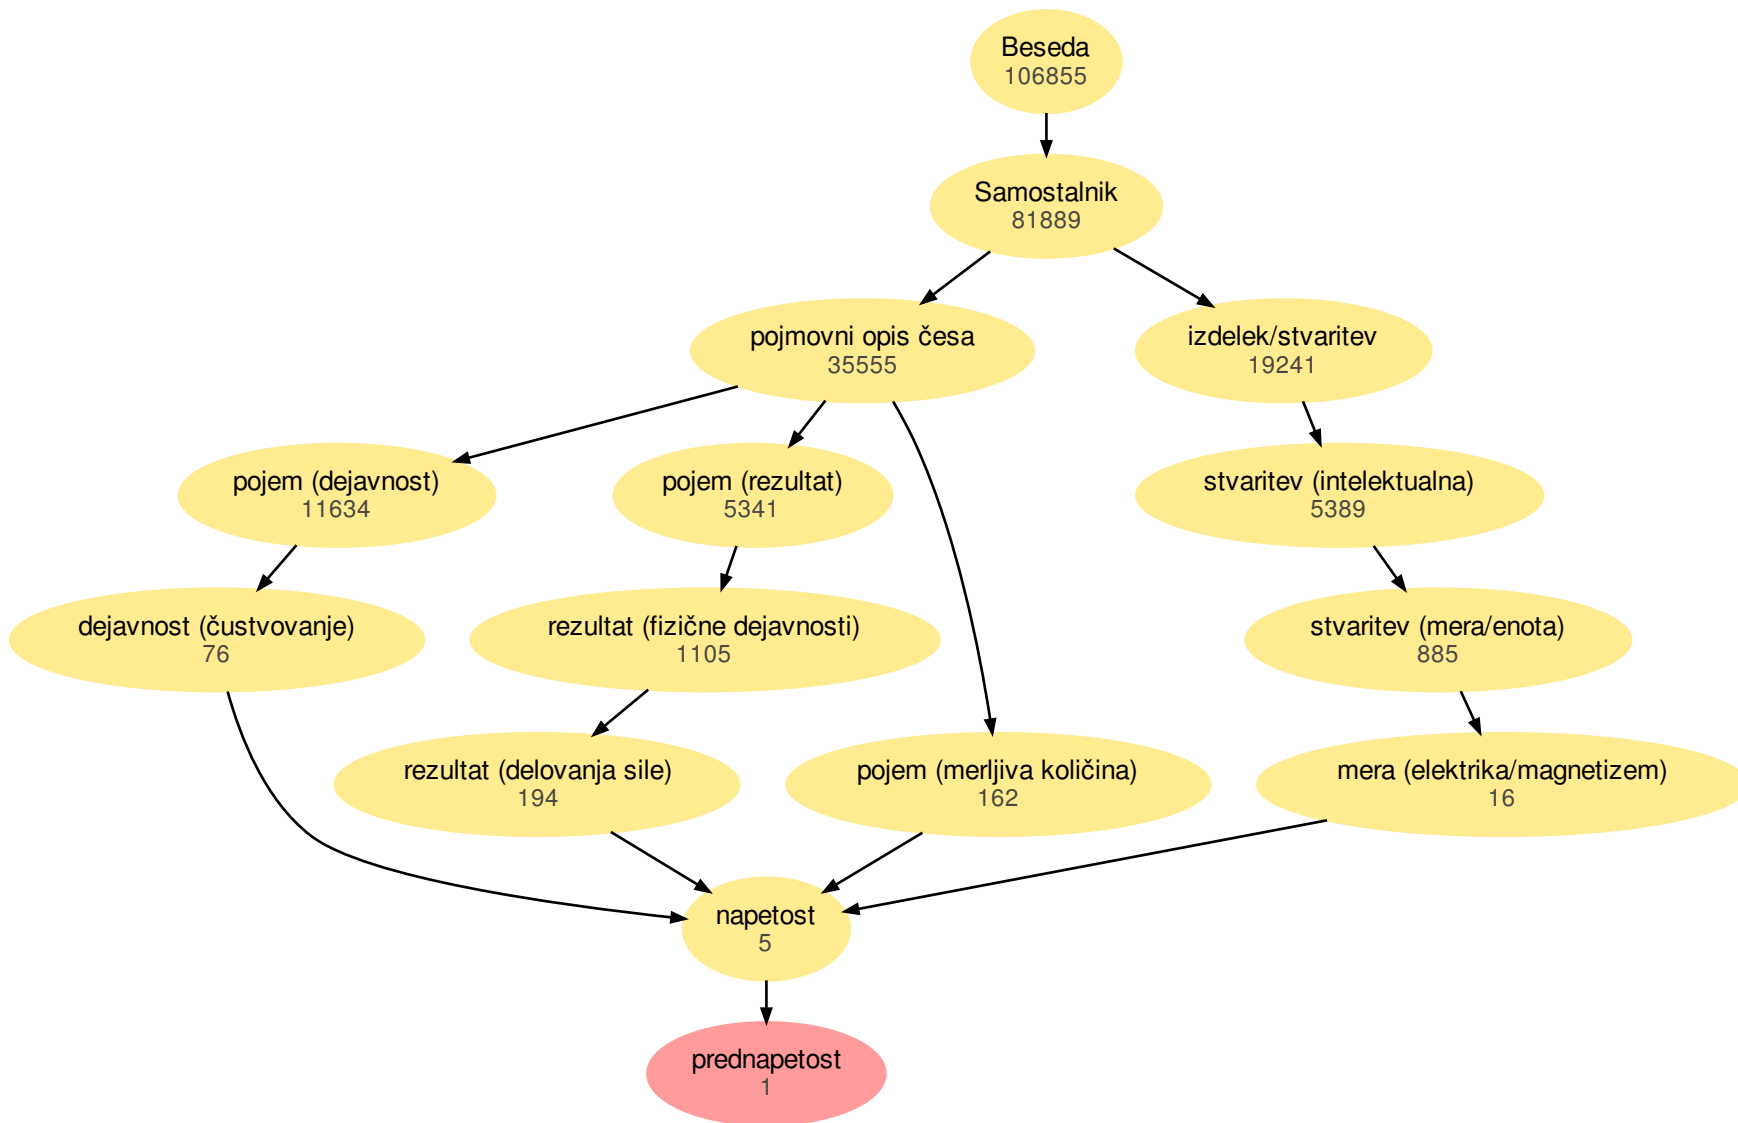 Beseda
106855
Samostalnik
81889
pojmovni opis česa
35555
izdelek/stvaritev
19241
pojem (dejavnost)
11634
pojem (rezultat)
5341
stvaritev (intelektualna)
5389
dejavnost (čustvovanje)
76
rezultat (fizične dejavnosti)
1105
stvaritev (mera/enota)
885
rezultat (delovanja sile)
194
pojem (merljiva količina)
162
mera (elektrika/magnetizem)
16
napetost
5
prednapetost
1